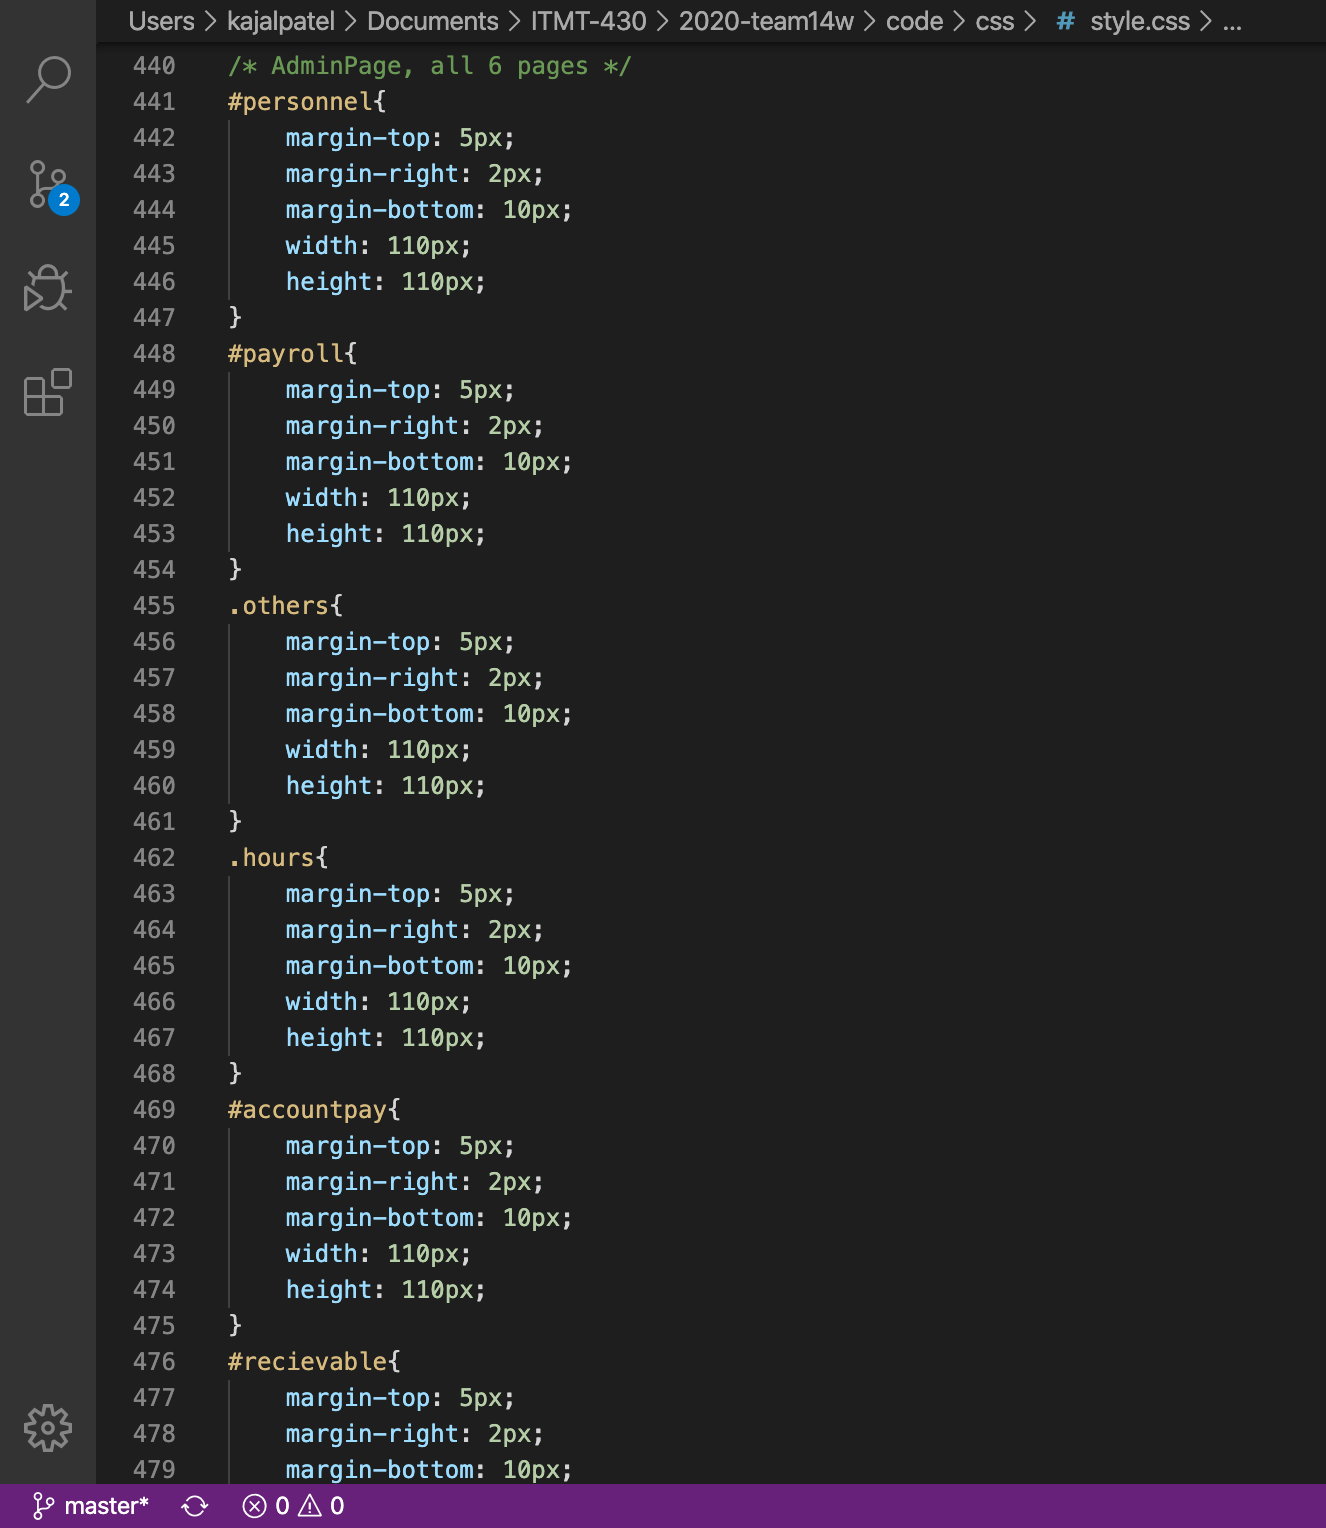 Users > kajalpatel > Documents > ITMT-430 > 2020-team14w > code > css > # style.css > ...
440 /* AdminPage, all 6 pages */
441 #personnel{
442 margin-top: 5px;
443 margin-right: 2px;
444 margin-bottom: 10px;
445 width: 110px;
446 height: 110px;
447 }
448 #payroll{
449 margin-top: 5px;
450 margin-right: 2px;
451 margin-bottom: 10px;
452 width: 110px;
453 height: 110px;
454 }
455 .others{
456 margin-top: 5px;
457 margin-right: 2px;
458 margin-bottom: 10px;
459 width: 110px;
460 height: 110px;
461 }
462 .hours{
463 margin-top: 5px;
464 margin-right: 2px;
465 margin-bottom: 10px;
466 width: 110px;
467 height: 110px;
468 }
469 #accountpay{
470 margin-top: 5px;
471 margin-right: 2px;
472 margin-bottom: 10px;
473 width: 110px;
474 height: 110px;
475 }
476 #recievable{
477 margin-top: 5px;
478 margin-right: 2px;
479 margin-bottom: 10px;
2
master* 0 0